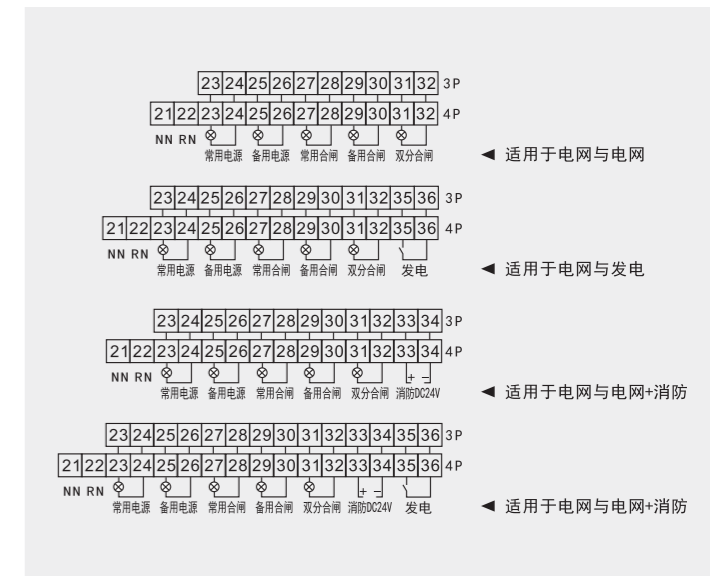 23 24 25 26 27 28 29 30 31 32 3P
21 22 23 24 25 26 27 28 29 30 31 32 4P
NN RN
常用电源 备用电源 常用合闸 备用合闸 双分合闸
◄ 适用于电网与电网
23 24 25 26 27 28 29 30 31 32 35 36 3P
21 22 23 24 25 26 27 28 29 30 31 32 35 36 4P
NN RN
常用电源 备用电源 常用合闸 备用合闸 双分合闸 发电
◄ 适用于电网与发电
23 24 25 26 27 28 29 30 31 32 33 34 3P
21 22 23 24 25 26 27 28 29 30 31 32 33 34 4P
NN RN + −
常用电源 备用电源 常用合闸 备用合闸 双分合闸 消防DC24V
◄ 适用于电网与电网+消防
23 24 25 26 27 28 29 30 31 32 33 34 35 36 3P
21 22 23 24 25 26 27 28 29 30 31 32 33 34 35 36 4P
NN RN + −
常用电源 备用电源 常用合闸 备用合闸 双分合闸 消防DC24V 发电
◄ 适用于电网与电网+消防